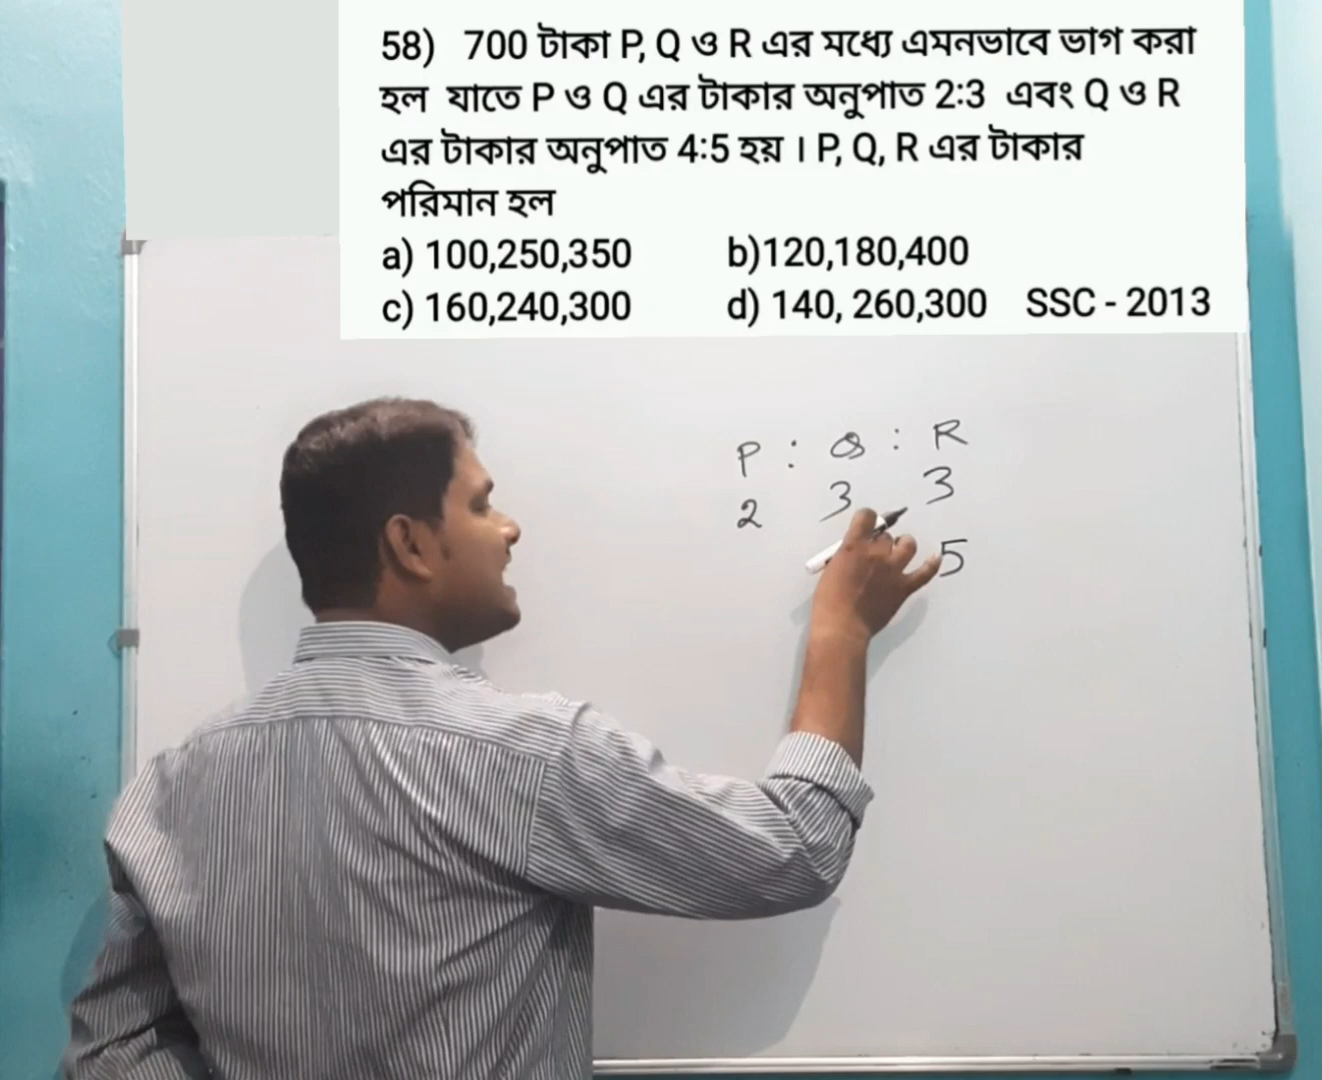 58) 700 টাকা P, Q ও R এর মধ্যে এমনভাবে ভাগ করা
হল যাতে P ও Q এর টাকার অনুপাত 2:3 এবং Q ও R
এর টাকার অনুপাত 4:5 হয় । P, Q, R এর টাকার
পরিমান হল
a) 100,250,350 b)120,180,400
c) 160,240,300 d) 140, 260,300 SSC - 2013
P : Q : R
2 3 3
5